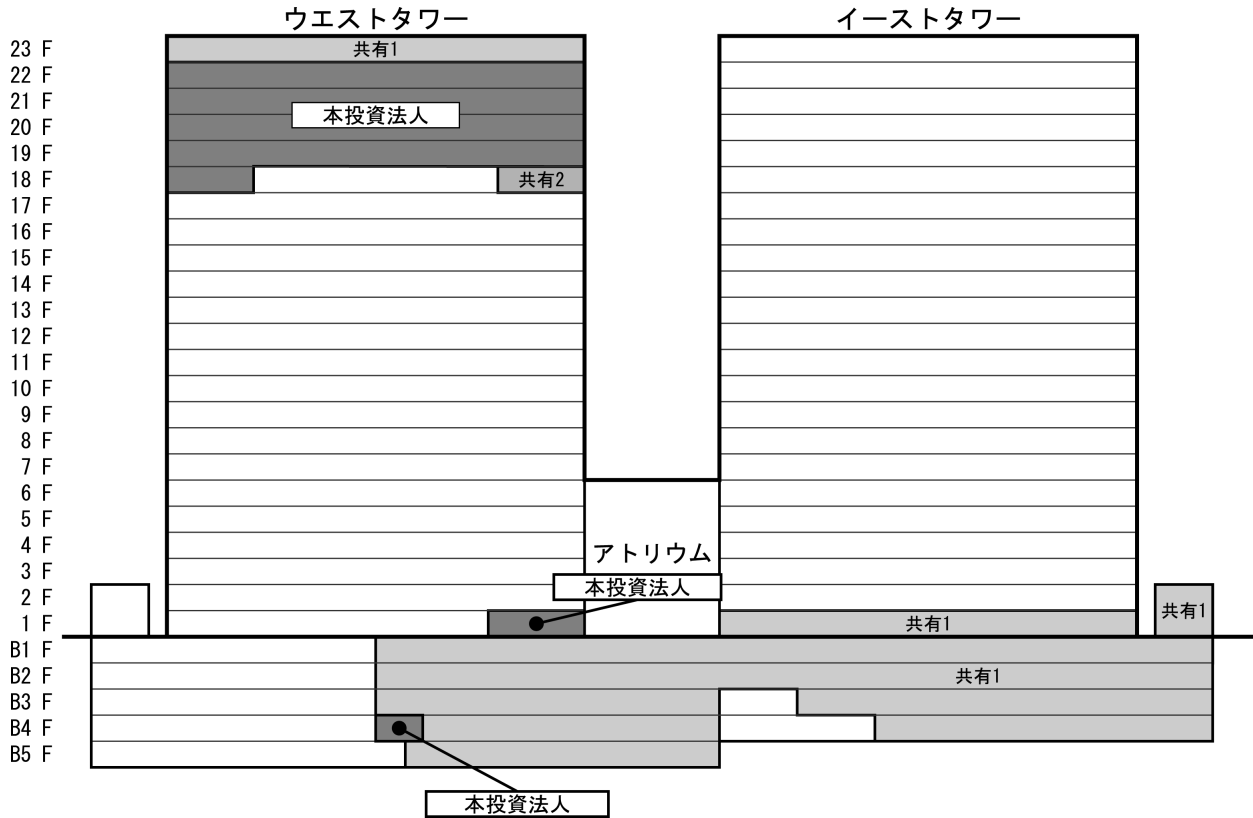 ウエストタワー
イーストタワー
23 F
共有1
22 F
21 F
本投資法人
20 F
19 F
18 F
共有2
17 F
16 F
15 F
14 F
13 F
12 F
11 F
10 F
9 F
8 F
7 F
6 F
5 F
4 F
アトリウム
3 F
本投資法人
2 F
共有1
1 F
共有1
B1 F
B2 F
共有1
B3 F
B4 F
B5 F
本投資法人